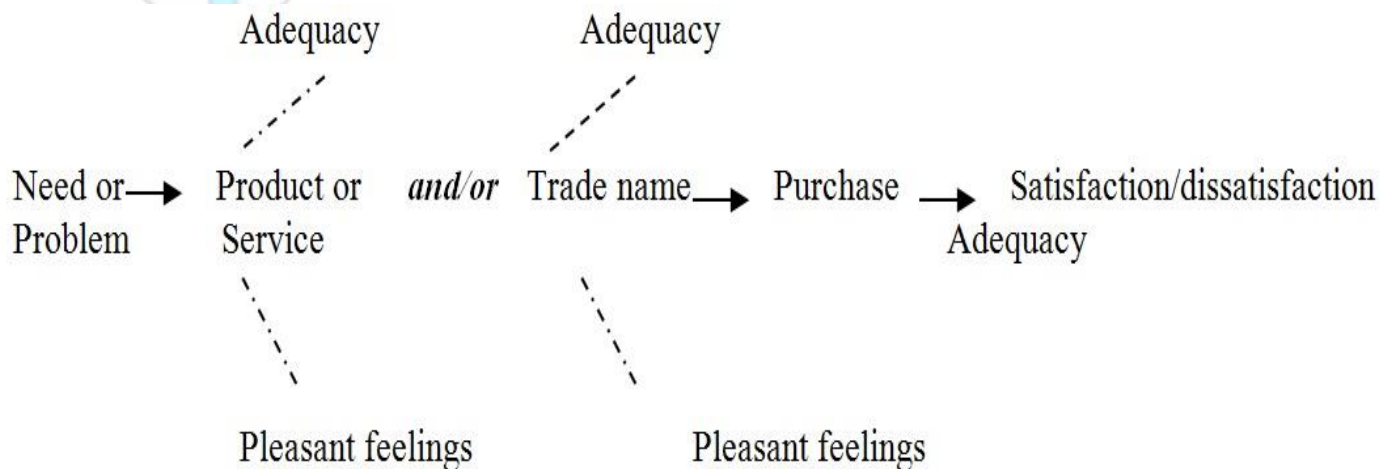 Adequacy Adequacy
Need or Product or and/or Trade name Purchase Satisfaction/dissatisfaction
Problem Service Adequacy
Pleasant feelings Pleasant feelings